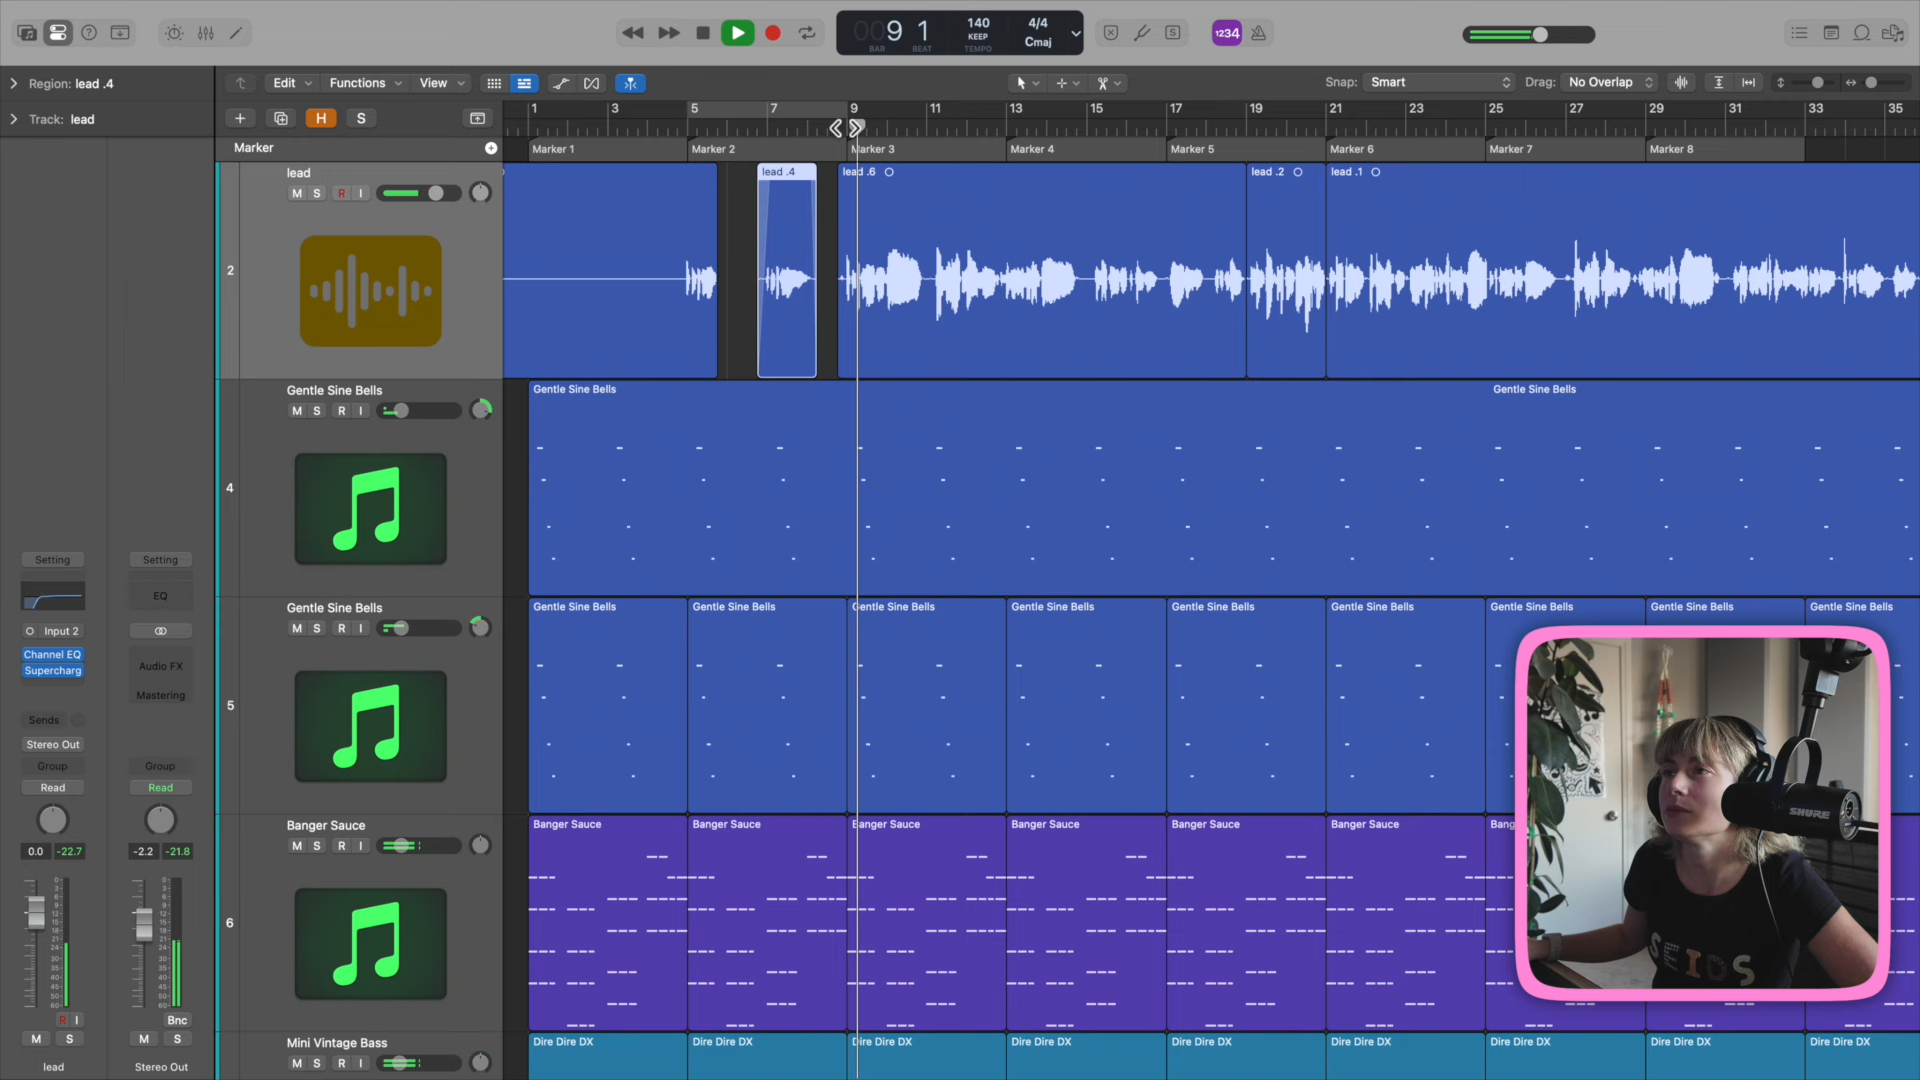 009 1
BAR BEAT
140
KEEP
TEMPO
4/4
Cmaj
1234
Region: lead .4
Track: lead
Edit
Functions
View
Snap: Smart
Drag: No Overlap
H
S
1 3 5 7 9 11 13 15 17 19 21 23 25 27 29 31 33 35
Marker
Marker 1
Marker 2
Marker 3
Marker 4
Marker 5
Marker 6
Marker 7
Marker 8
2
lead
M S R I
lead .4
lead .6
lead .2
lead .1
4
Gentle Sine Bells
M S R I
Gentle Sine Bells
Gentle Sine Bells
5
Gentle Sine Bells
M S R I
Gentle Sine Bells
Gentle Sine Bells
Gentle Sine Bells
Gentle Sine Bells
Gentle Sine Bells
Gentle Sine Bells
Gentle Sine Bells
Gentle Sine Bells
Gentle Sine Bells
6
Banger Sauce
M S R I
Banger Sauce
Banger Sauce
Banger Sauce
Banger Sauce
Banger Sauce
Banger Sauce
Bang
Mini Vintage Bass
M S R I
Dire Dire DX
Dire Dire DX
Dire Dire DX
Dire Dire DX
Dire Dire DX
Dire Dire DX
Dire Dire DX
Dire Dire DX
Dire Dire DX
Setting
Input 2
Channel EQ
Supercharg
Sends
Stereo Out
Group
Read
0.0 -22.7
R I
M S
lead
Setting
EQ
Audio FX
Mastering
Group
Read
-2.2 -21.8
Bnc
M S
Stereo Out
SHURE